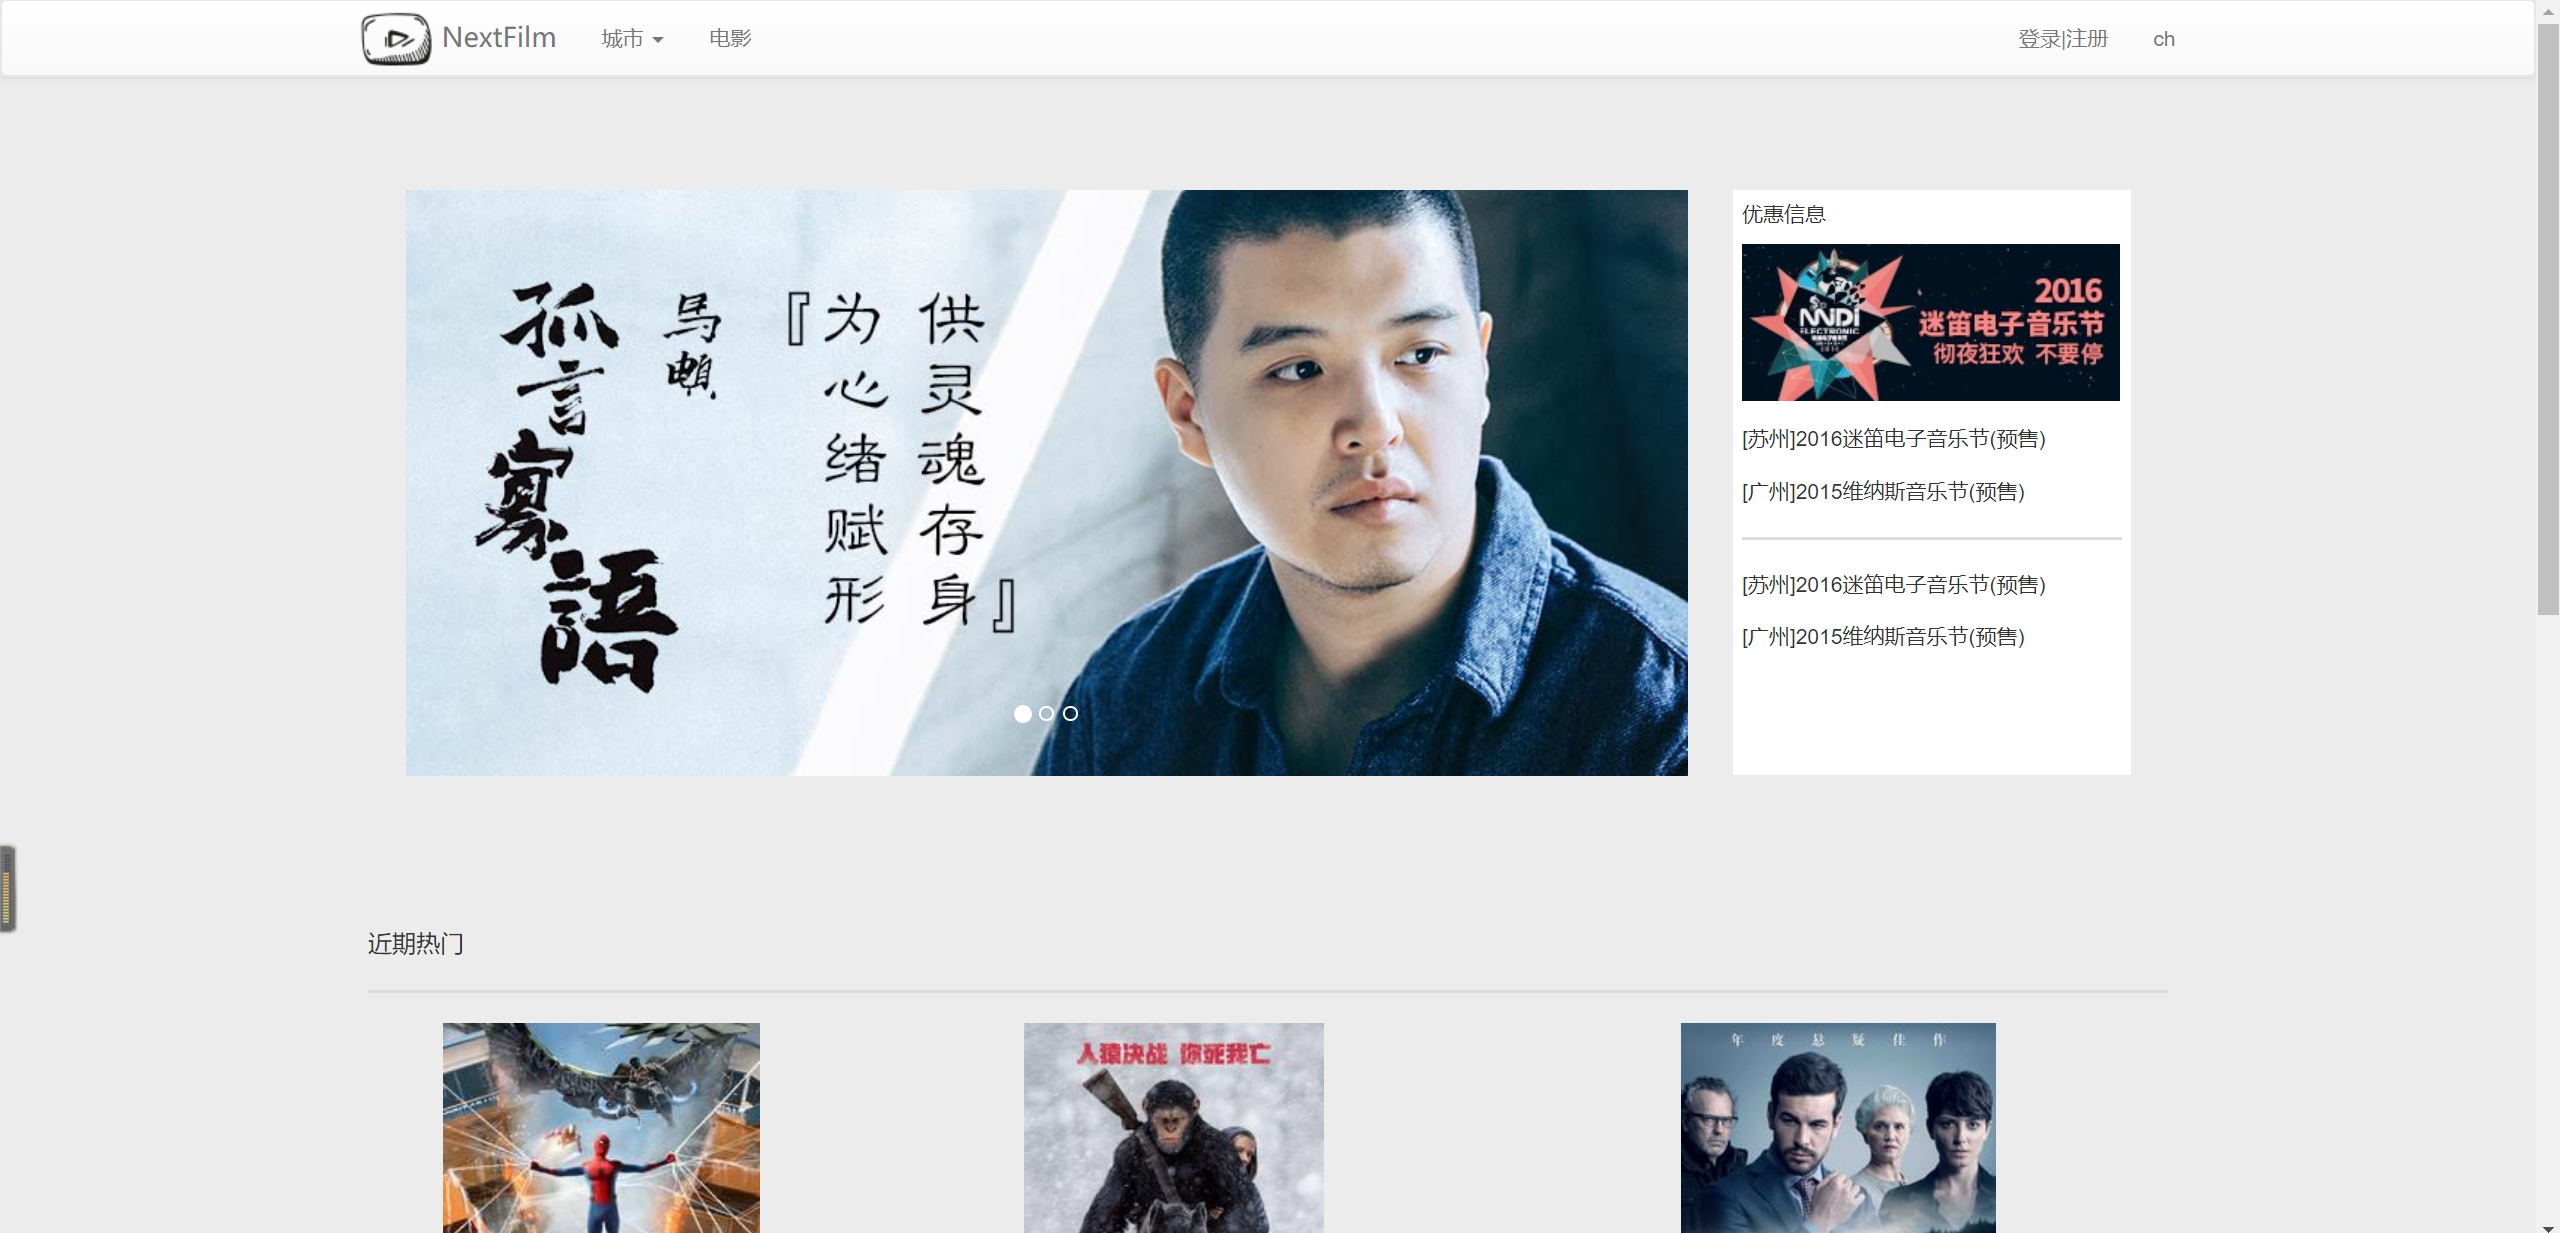 NextFilm
城市
电影
登录|注册
ch
孤言寡語
馬頔
『为心绪赋形
供灵魂存身』
优惠信息
MIDI
ELECTRONIC
2016
迷笛电子音乐节
彻夜狂欢 不要停
[苏州]2016迷笛电子音乐节(预售)
[广州]2015维纳斯音乐节(预售)
[苏州]2016迷笛电子音乐节(预售)
[广州]2015维纳斯音乐节(预售)
近期热门
人猿决战 你死我亡
年度悬疑佳作